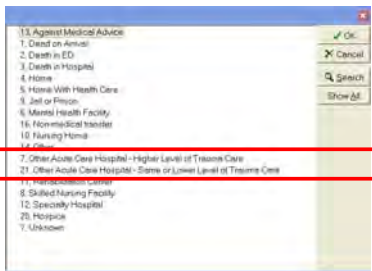 13. Against Medical Advice
1. Dead on Arrival
2. Death in ED
3. Death in Hospital
4. Home
5. Home With Health Care
9. Jail or Prison
6. Mental Health Facility
16. Non-medical transfer
10. Nursing Home
14. Other
7. Other Acute Care Hospital - Higher Level of Trauma Care
21. Other Acute Care Hospital - Same or Lower Level of Trauma Care
11. Rehabilitation Center
8. Skilled Nursing Facility
12. Specialty Hospital
20. Hospice
?. Unknown
OK
Cancel
Search
Show All